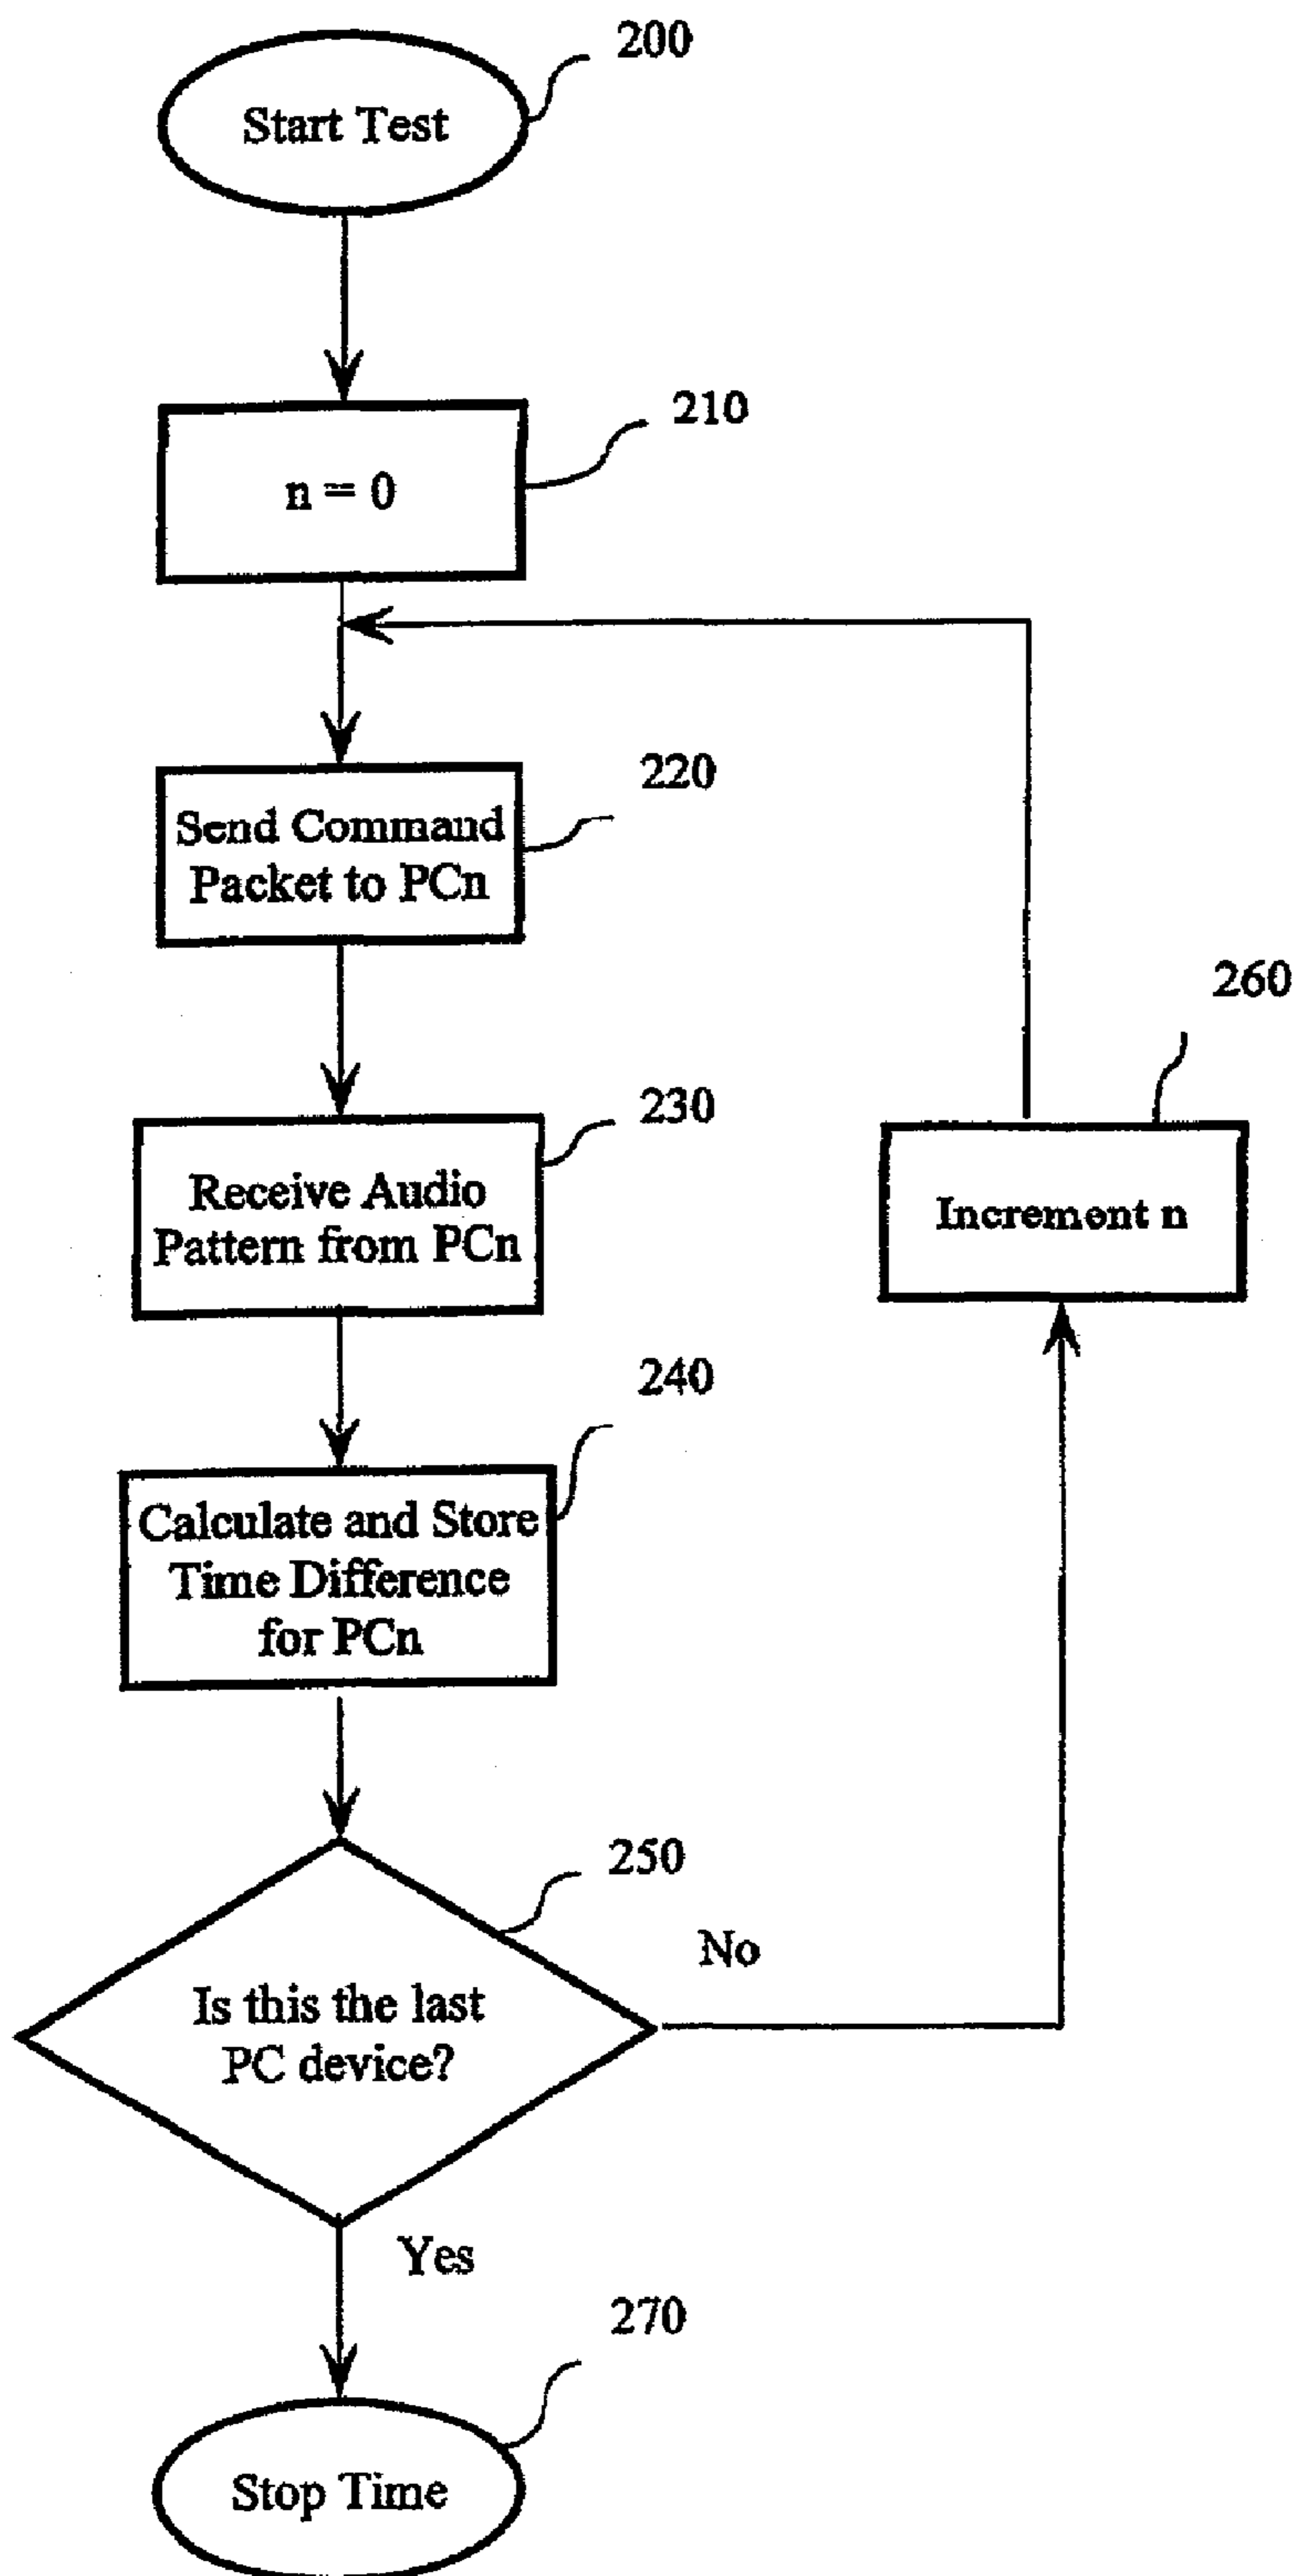 200
Start Test
210
n = 0
220
Send Command
Packet to PCn
260
230
Receive Audio
Pattern from PCn
Increment n
240
Calculate and Store
Time Difference
for PCn
250
No
Is this the last
PC device?
Yes
270
Stop Time